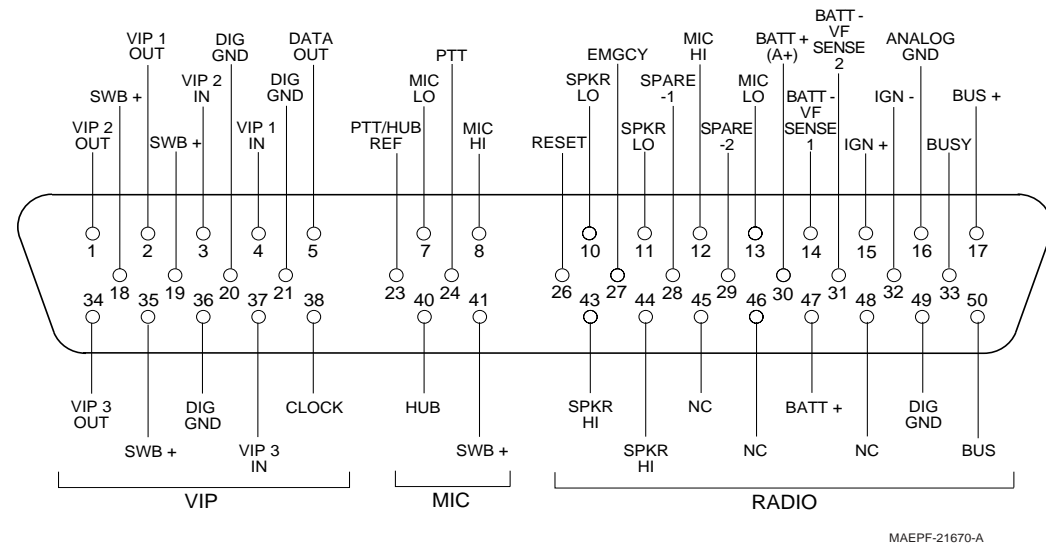 VIP 2
OUT
SWB +
VIP 1
OUT
SWB +
VIP 2
IN
DIG
GND
VIP 1
IN
DIG
GND
DATA
OUT
PTT/HUB
REF
MIC
LO
PTT
MIC
HI
RESET
SPKR
LO
EMGCY
SPKR
LO
SPARE
-1
MIC
HI
SPARE
-2
MIC
LO
BATT +
(A+)
BATT -
VF
SENSE
1
BATT -
VF
SENSE
2
IGN +
IGN -
ANALOG
GND
BUSY
BUS +
1 2 3 4 5 7 8 10 11 12 13 14 15 16 17
18 19 20 21 23 24 26 27 28 29 30 31 32 33
34 35 36 37 38 40 41 43 44 45 46 47 48 49 50
VIP 3
OUT
SWB +
DIG
GND
VIP 3
IN
CLOCK
HUB
SWB +
SPKR
HI
SPKR
HI
NC
NC
BATT +
NC
DIG
GND
BUS
VIP MIC RADIO
MAEPF-21670-A